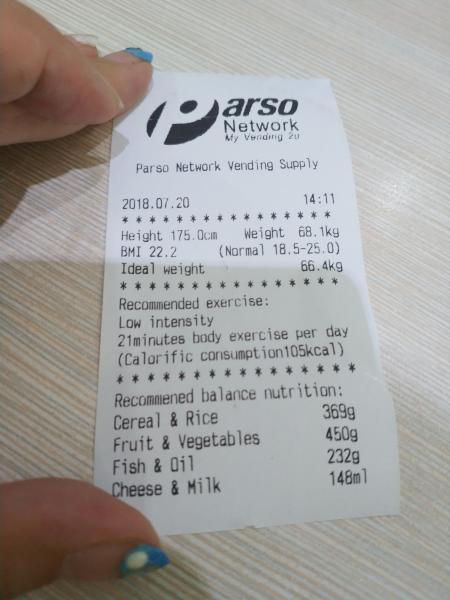 Parso
Network
My Vending 2u
Parso Network Vending Supply
2018.07.20 14:11
* * * * * * * * * * * * * * *
Height 175.0cm Weight 68.1kg
BMI 22.2 (Normal 18.5-25.0)
Ideal weight 66.4kg
* * * * * * * * * * * * * * *
Recommended exercise:
Low intensity
21minutes body exercise per day
(Calorific consumption105kcal)
* * * * * * * * * * * * * * *
Recommened balance nutrition:
Cereal & Rice 369g
Fruit & Vegetables 450g
Fish & Oil 232g
Cheese & Milk 148ml